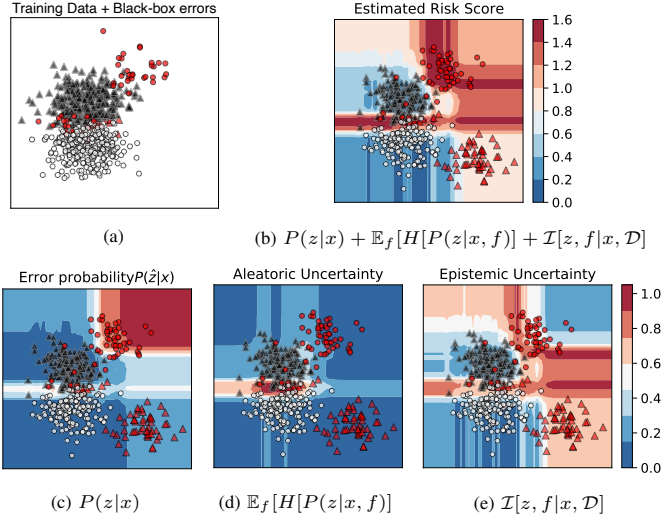 Training Data + Black-box errors
Estimated Risk Score
1.6
1.4
1.2
1.0
0.8
0.6
0.4
0.2
0.0
(a)
(b) P(z|x) + 𝔼_f[H[P(z|x, f)] + ℐ[z, f|x, 𝒟]
Error probabilityP(ẑ|x)
Aleatoric Uncertainty
Epistemic Uncertainty
1.0
0.8
0.6
0.4
0.2
0.0
(c) P(z|x)
(d) 𝔼_f[H[P(z|x, f)]
(e) ℐ[z, f|x, 𝒟]